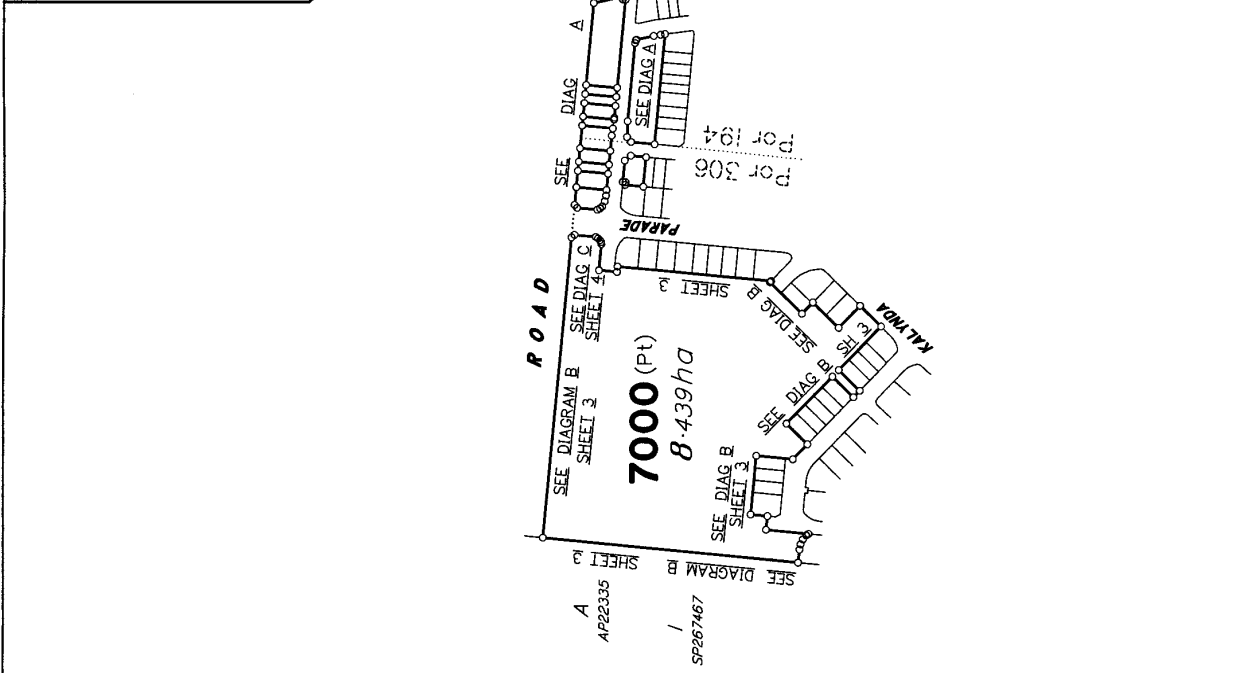 SEE DIAG A
SEE DIAG A
Por 194
Por 306
PARADE
ROAD
SEE DIAG C
SHEET 4
SEE DIAGRAM B
SHEET 3
7000 (Pt)
8·439ha
SHEET 3
SEE DIAG B
KALYNDA
SEE DIAG B SH 3
SEE DIAG B
SHEET 3
SEE DIAGRAM B SHEET 3
A
AP22335
1
SP267467